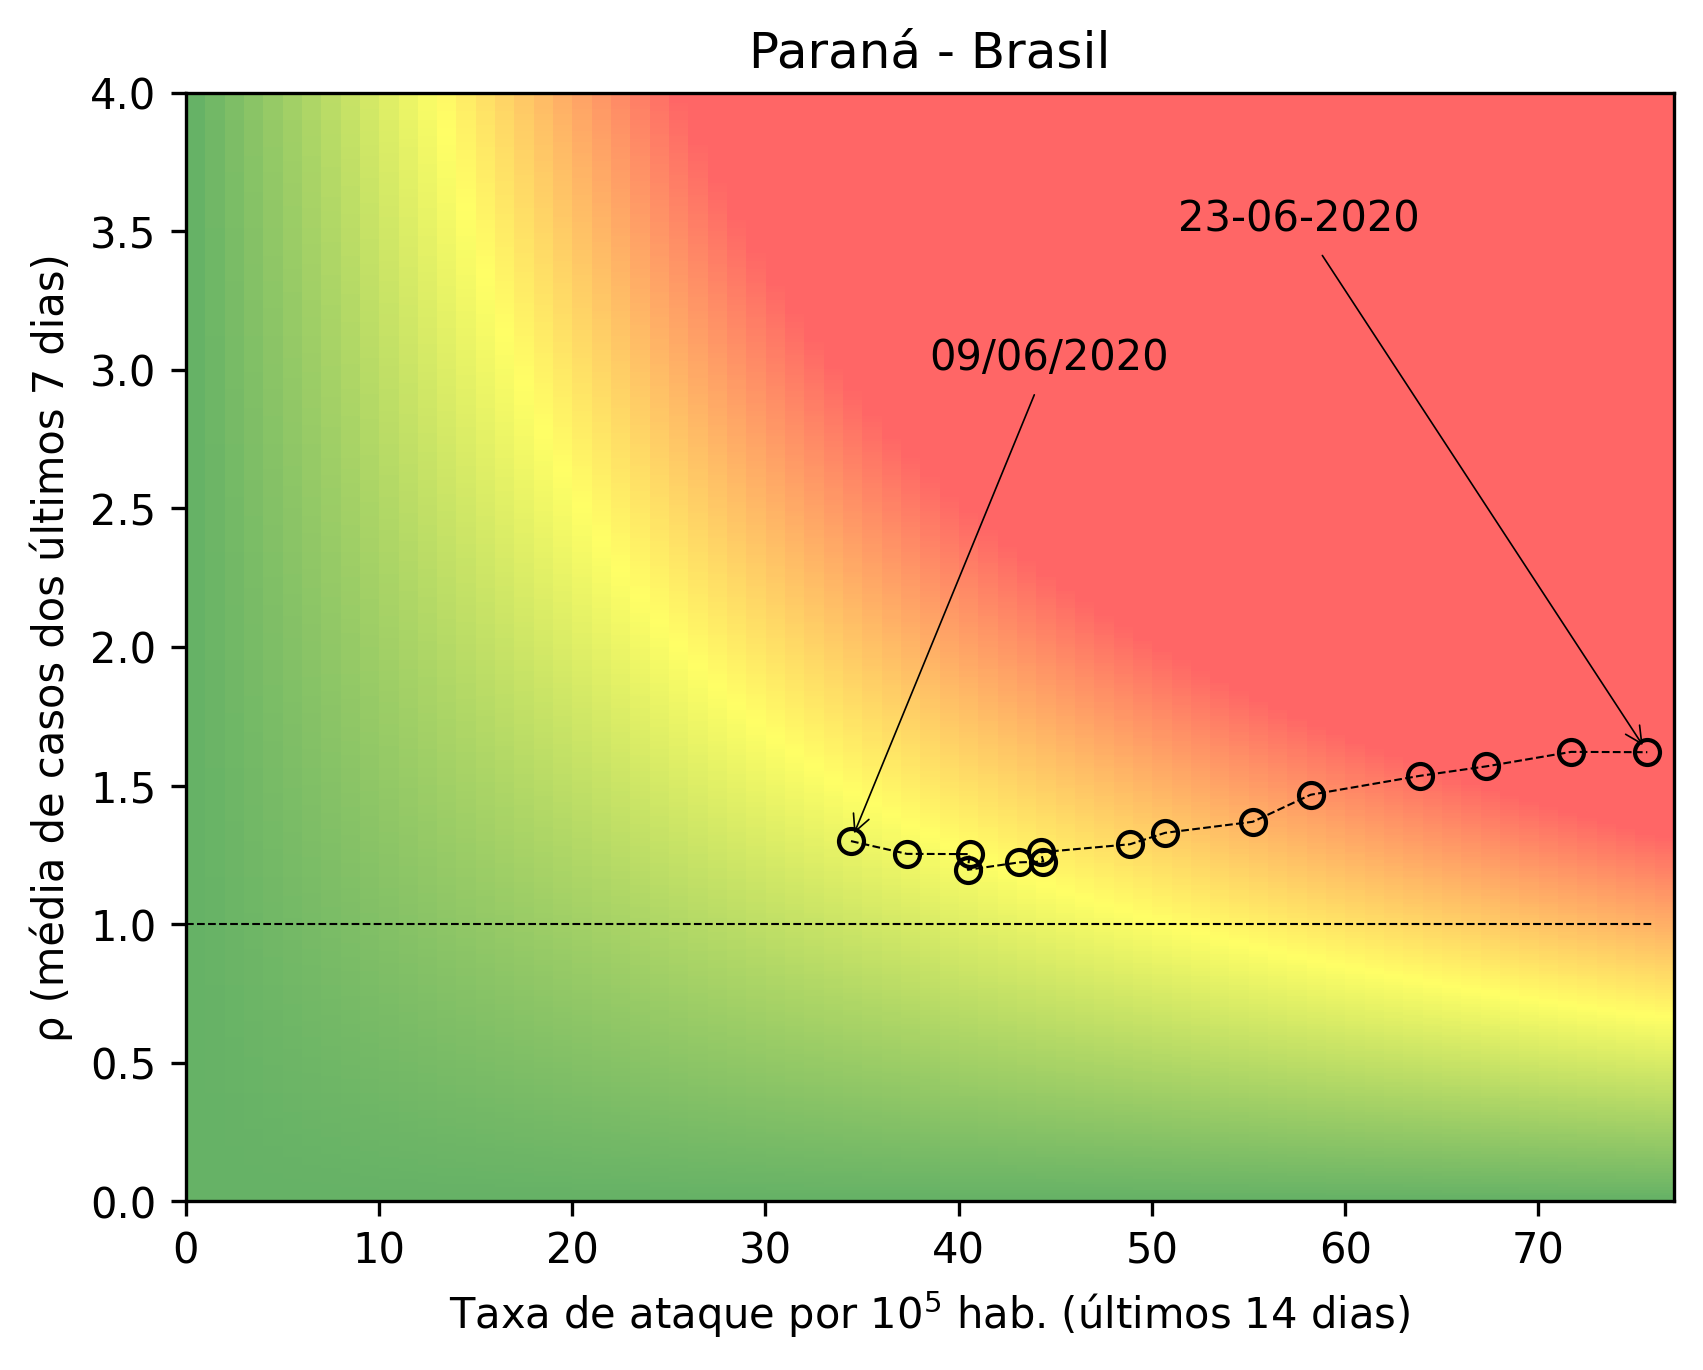 Paraná - Brasil
4.0
3.5
3.0
2.5
2.0
1.5
1.0
0.5
0.0
ρ (média de casos dos últimos 7 dias)
23-06-2020
09/06/2020
0 10 20 30 40 50 60 70
Taxa de ataque por 10⁵ hab. (últimos 14 dias)